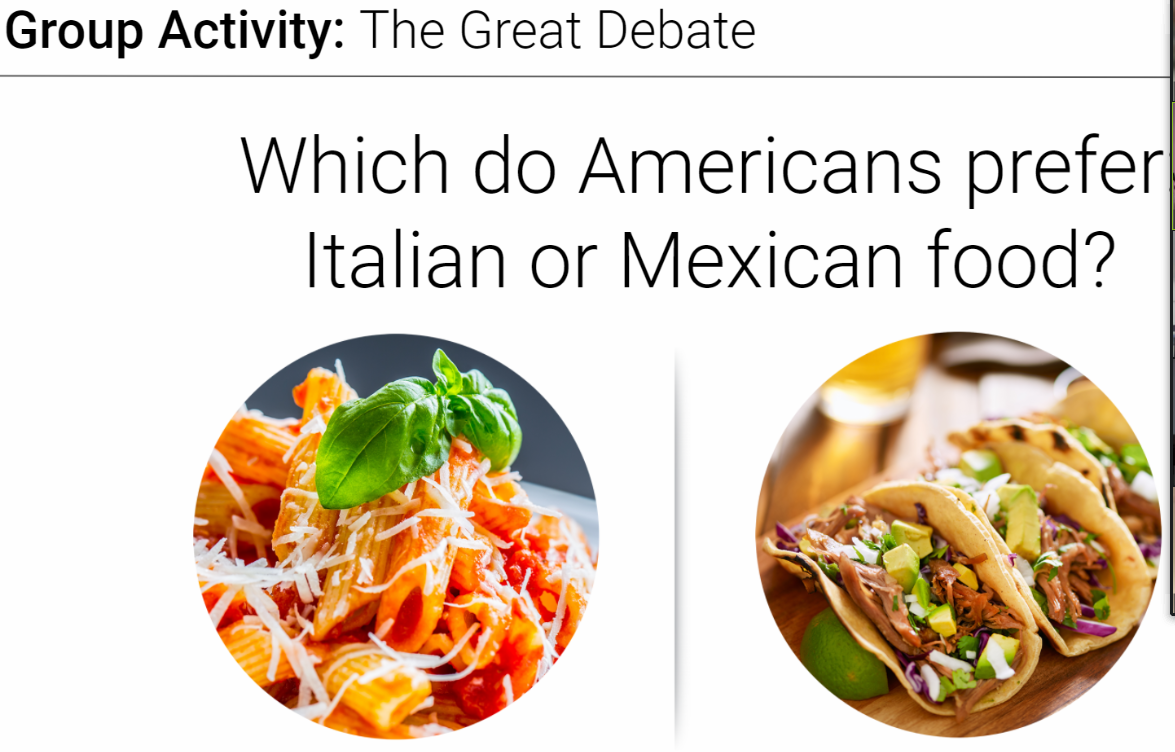 Group Activity: The Great Debate
Which do Americans prefer
Italian or Mexican food?